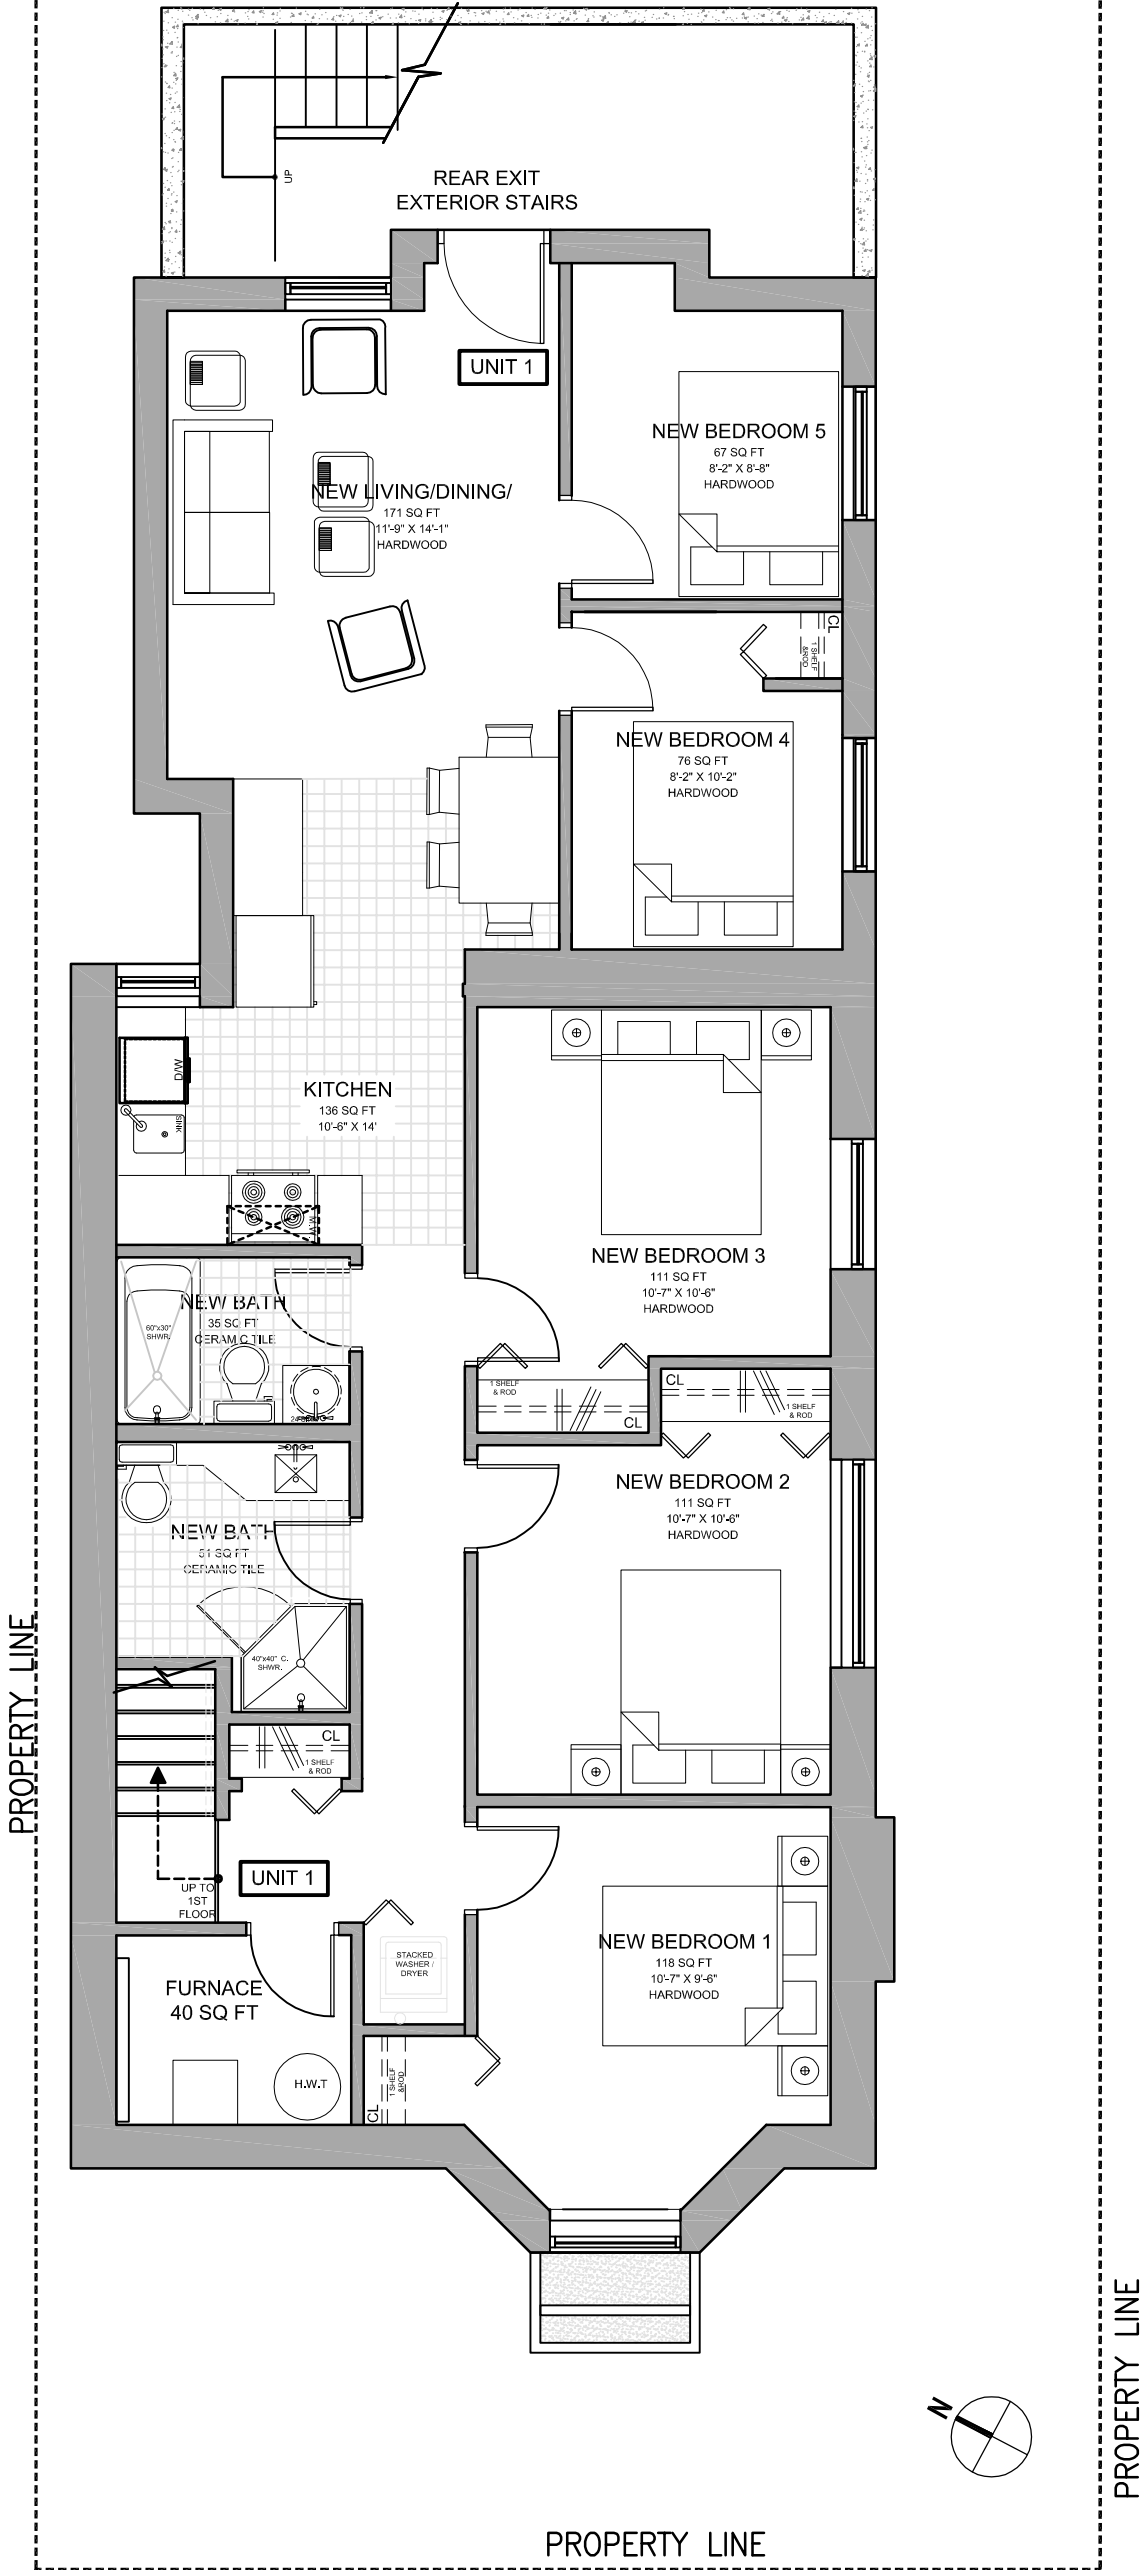 UP
REAR EXIT
EXTERIOR STAIRS
UNIT 1
NEW BEDROOM 5
67 SQ FT
8'-2" X 8'-8"
HARDWOOD
NEW LIVING/DINING/
171 SQ FT
11'-9" X 14'-1"
HARDWOOD
CL
1 SHELF
&ROD
NEW BEDROOM 4
76 SQ FT
8'-2" X 10'-2"
HARDWOOD
D/W
SINK
KITCHEN
136 SQ FT
10'-6" X 14'
M.W.
NEW BEDROOM 3
111 SQ FT
10'-7" X 10'-6"
HARDWOOD
NEW BATH
35 SQ FT
CERAMIC TILE
60"x30"
SHWR.
1 SHELF
& ROD
CL
CL
1 SHELF
& ROD
NEW BEDROOM 2
111 SQ FT
10'-7" X 10'-6"
HARDWOOD
NEW BATH
51 SQ FT
CERAMIC TILE
40"x40" C.
SHWR.
CL
1 SHELF
& ROD
UNIT 1
UP TO
1ST
FLOOR
STACKED
WASHER /
DRYER
NEW BEDROOM 1
118 SQ FT
10'-7" X 9'-6"
HARDWOOD
FURNACE
40 SQ FT
H.W.T
1 SHELF
&ROD
CL
PROPERTY LINE
PROPERTY LINE
N
PROPERTY LINE